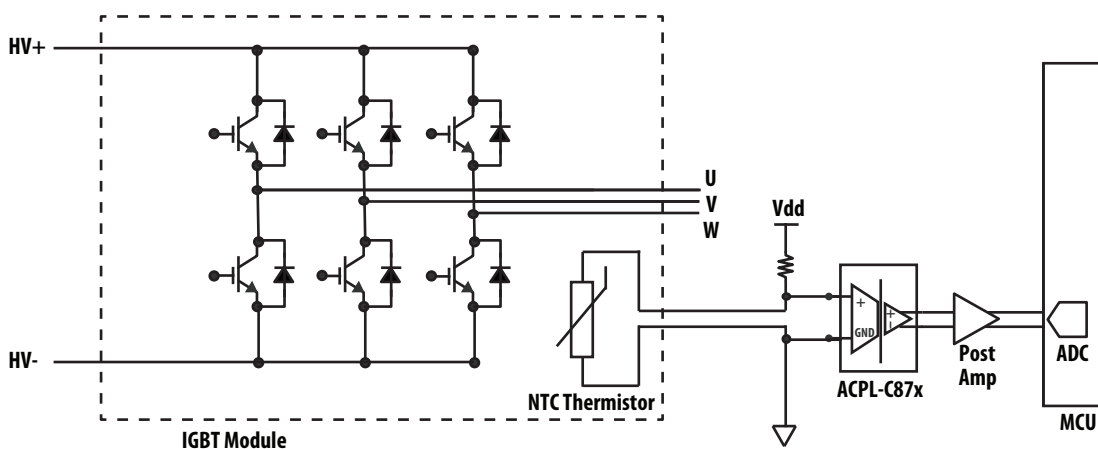 HV+
U
V
W
Vdd
+
GND
+
–
HV-
NTC Thermistor
ACPL-C87x
Post
Amp
ADC
MCU
IGBT Module